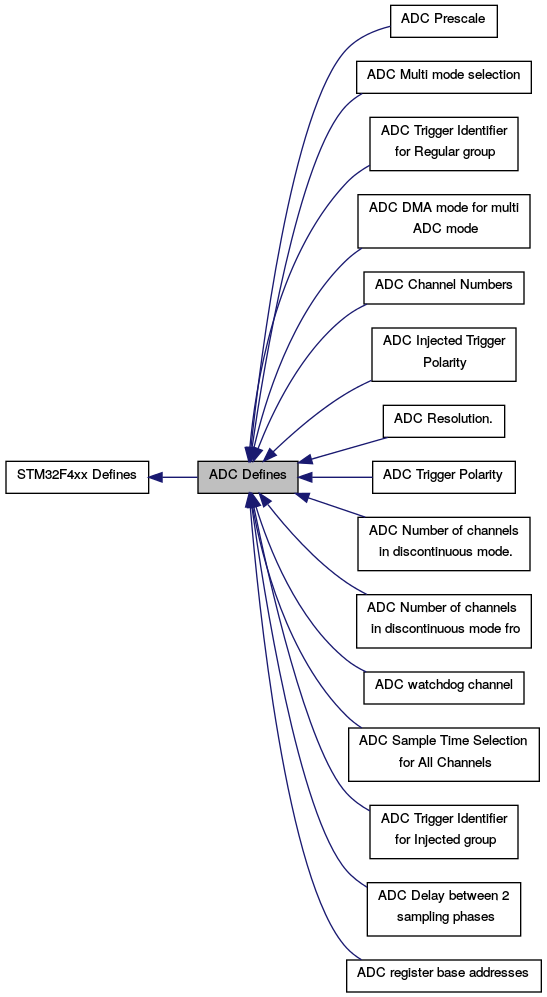 ADC Prescale
ADC Multi mode selection
ADC Trigger Identifier
for Regular group
ADC DMA mode for multi
ADC mode
ADC Channel Numbers
ADC Injected Trigger
Polarity
ADC Resolution.
STM32F4xx Defines
ADC Defines
ADC Trigger Polarity
ADC Number of channels
in discontinuous mode.
ADC Number of channels
in discontinuous mode fro
ADC watchdog channel
ADC Sample Time Selection
for All Channels
ADC Trigger Identifier
for Injected group
ADC Delay between 2
sampling phases
ADC register base addresses